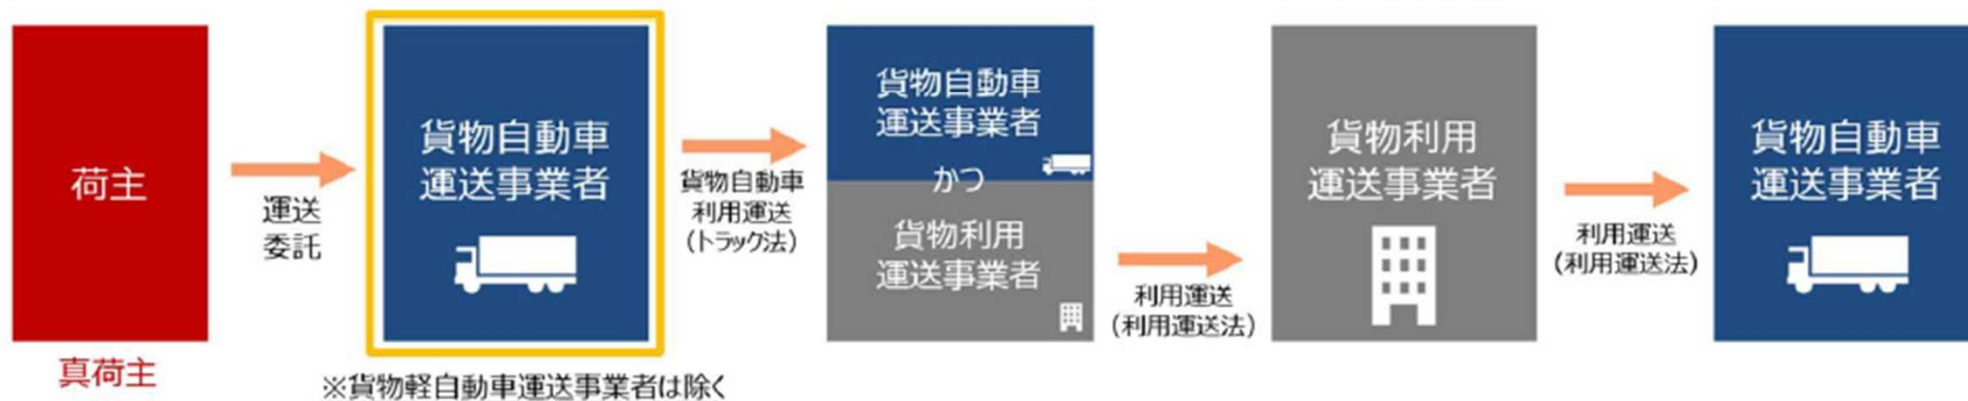 荷主
真荷主
運送
委託
貨物自動車
運送事業者
※貨物軽自動車運送事業者は除く
貨物自動車
利用運送
(トラック法)
貨物自動車
運送事業者
かつ
貨物利用
運送事業者
利用運送
(利用運送法)
貨物利用
運送事業者
利用運送
(利用運送法)
貨物自動車
運送事業者